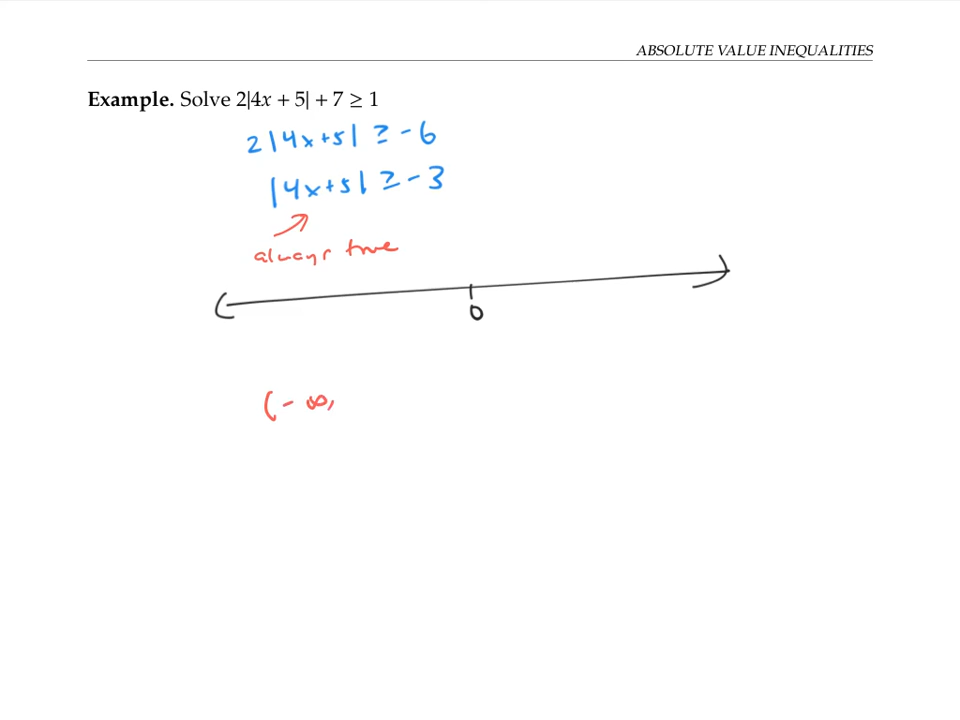 ABSOLUTE VALUE INEQUALITIES
Example. Solve 2|4x + 5| + 7 ≥ 1
2|4x+5| ≥ -6
|4x+5| ≥ -3
always true
0
(-∞,